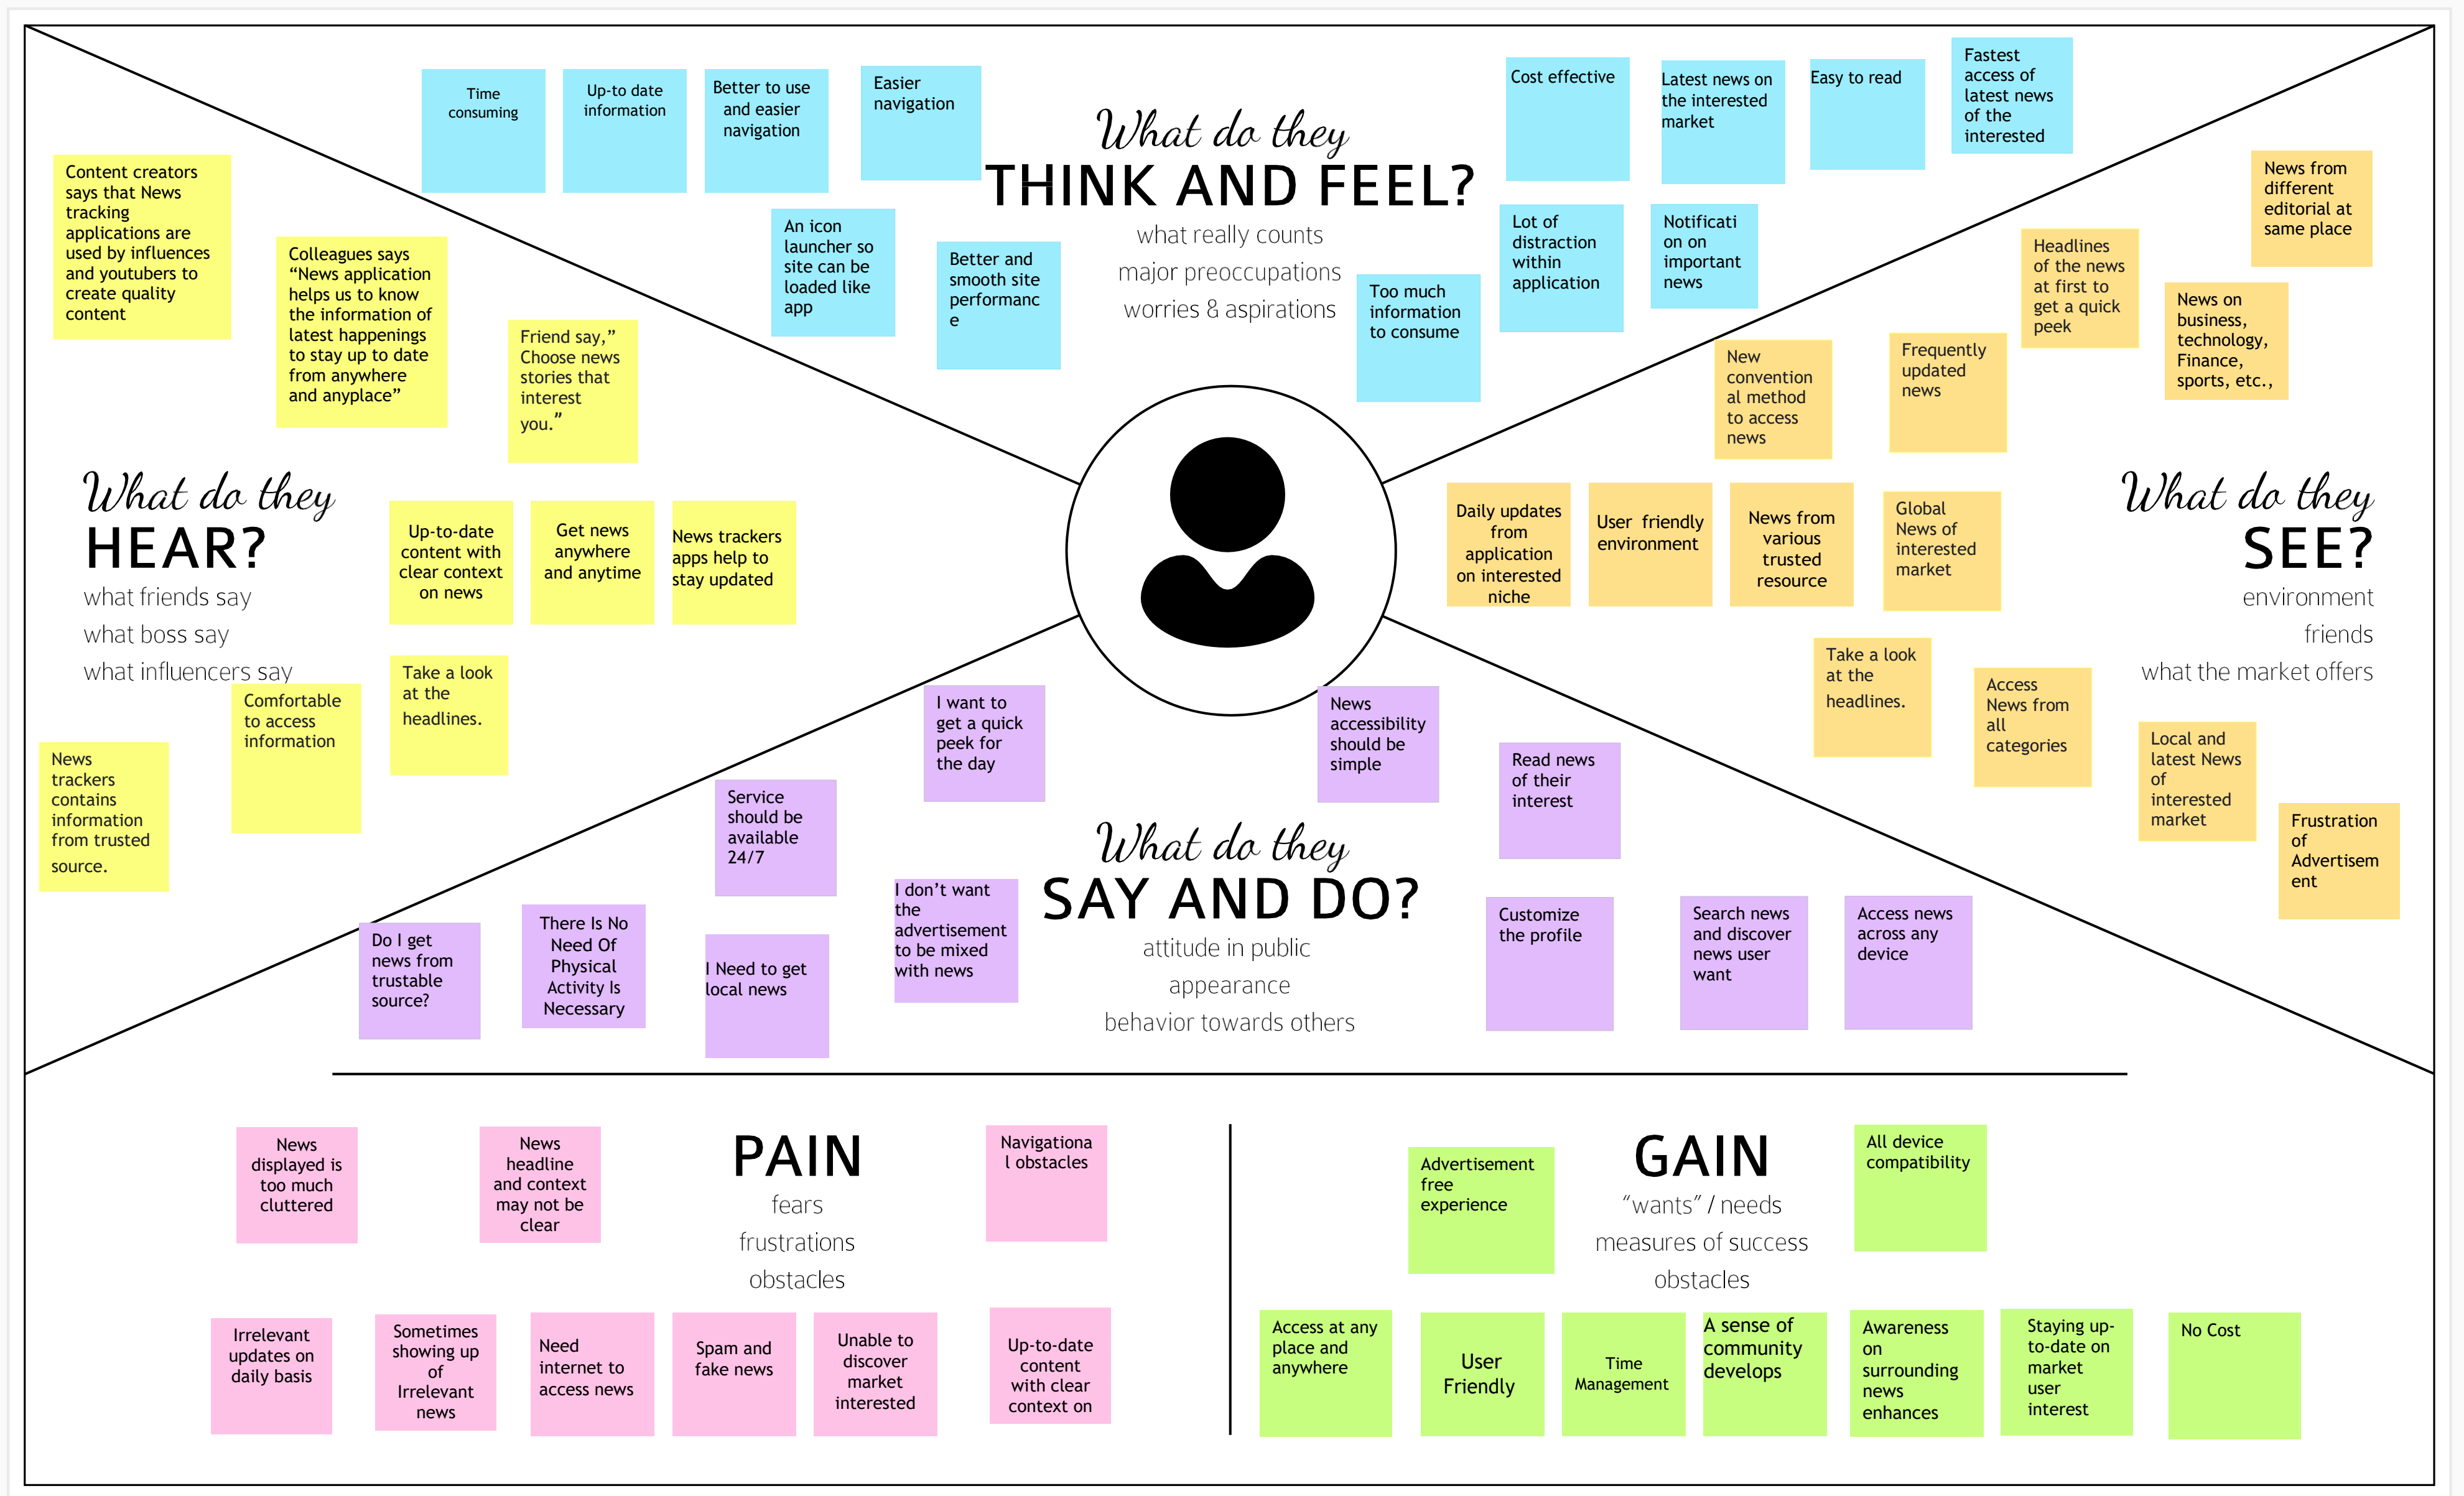 Time
consuming
Up-to date
information
Better to use
and easier
navigation
Easier
navigation
An icon
launcher so
site can be
loaded like
app
Better and
smooth site
performanc
e
What do they
THINK AND FEEL?
what really counts
major preoccupations
worries & aspirations
Cost effective
Latest news on
the interested
market
Easy to read
Fastest
access of
latest news
of the
interested
Lot of
distraction
within
application
Notificati
on on
important
news
Too much
information
to consume
Content creators
says that News
tracking
applications are
used by influences
and youtubers to
create quality
content
Colleagues says
“News application
helps us to know
the information of
latest happenings
to stay up to date
from anywhere
and anyplace”
Friend say,”
Choose news
stories that
interest
you.”
What do they
HEAR?
what friends say
what boss say
what influencers say
Up-to-date
content with
clear context
on news
Get news
anywhere
and anytime
News trackers
apps help to
stay updated
Comfortable
to access
information
Take a look
at the
headlines.
News
trackers
contains
information
from trusted
source.
News from
different
editorial at
same place
Headlines
of the news
at first to
get a quick
peek
News on
business,
technology,
Finance,
sports, etc.,
New
convention
al method
to access
news
Frequently
updated
news
Daily updates
from
application
on interested
niche
User friendly
environment
News from
various
trusted
resource
Global
News of
interested
market
What do they
SEE?
environment
friends
what the market offers
Take a look
at the
headlines.
Access
News from
all
categories
Local and
latest News
of
interested
market
Frustration
of
Advertisem
ent
I want to
get a quick
peek for
the day
Service
should be
available
24/7
Do I get
news from
trustable
source?
There Is No
Need Of
Physical
Activity Is
Necessary
I Need to get
local news
I don’t want
the
advertisement
to be mixed
with news
What do they
SAY AND DO?
attitude in public
appearance
behavior towards others
News
accessibility
should be
simple
Read news
of their
interest
Customize
the profile
Search news
and discover
news user
want
Access news
across any
device
News
displayed is
too much
cluttered
News
headline
and context
may not be
clear
PAIN
fears
frustrations
obstacles
Navigationa
l obstacles
Irrelevant
updates on
daily basis
Sometimes
showing up
of
Irrelevant
news
Need
internet to
access news
Spam and
fake news
Unable to
discover
market
interested
Up-to-date
content
with clear
context on
Advertisement
free
experience
GAIN
“wants” / needs
measures of success
obstacles
All device
compatibility
Access at any
place and
anywhere
User
Friendly
Time
Management
A sense of
community
develops
Awareness
on
surrounding
news
enhances
Staying up-
to-date on
market
user
interest
No Cost